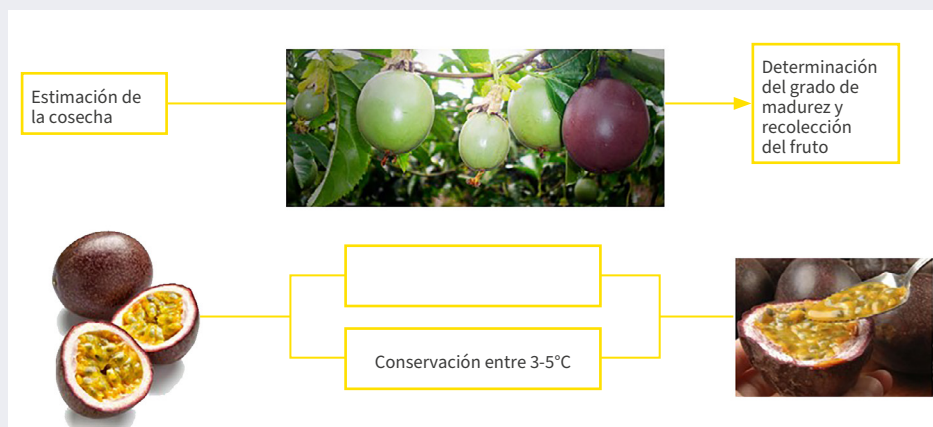 Estimación de
la cosecha
Determinación
del grado de
madurez y
recolección
del fruto
Conservación entre 3-5°C